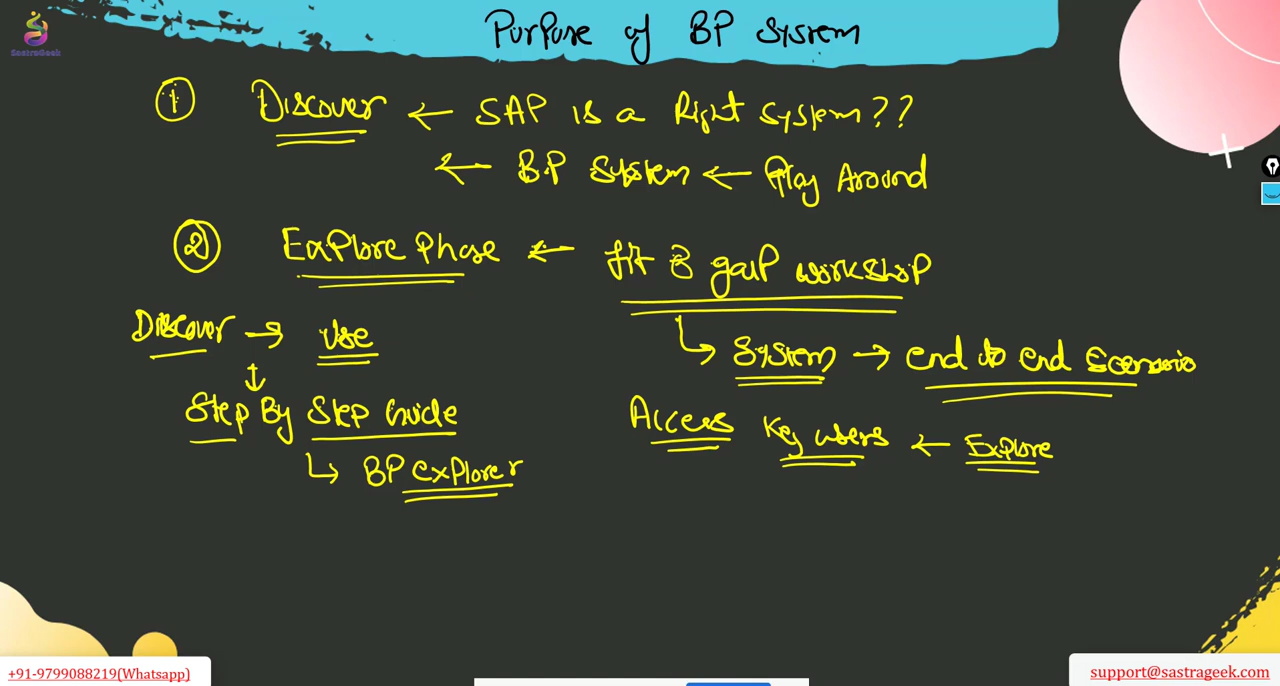 SastraGeek
Purpose of BP System
① Discover ← SAP is a Right System??
← BP System ← Play Around
② Explore Phase ← fit & gap workshop
Discover → Use
↓
Step By Step Guide
↳ BP explorer
↳ System → end to end Scenario
Access Key users ← Explore
+91-9799088219(Whatsapp)
support@sastrageek.com